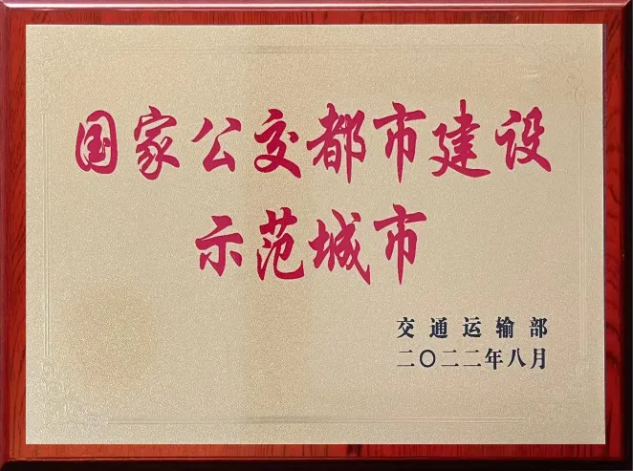 国家公交都市建设
示范城市
交通运输部
二〇二二年八月